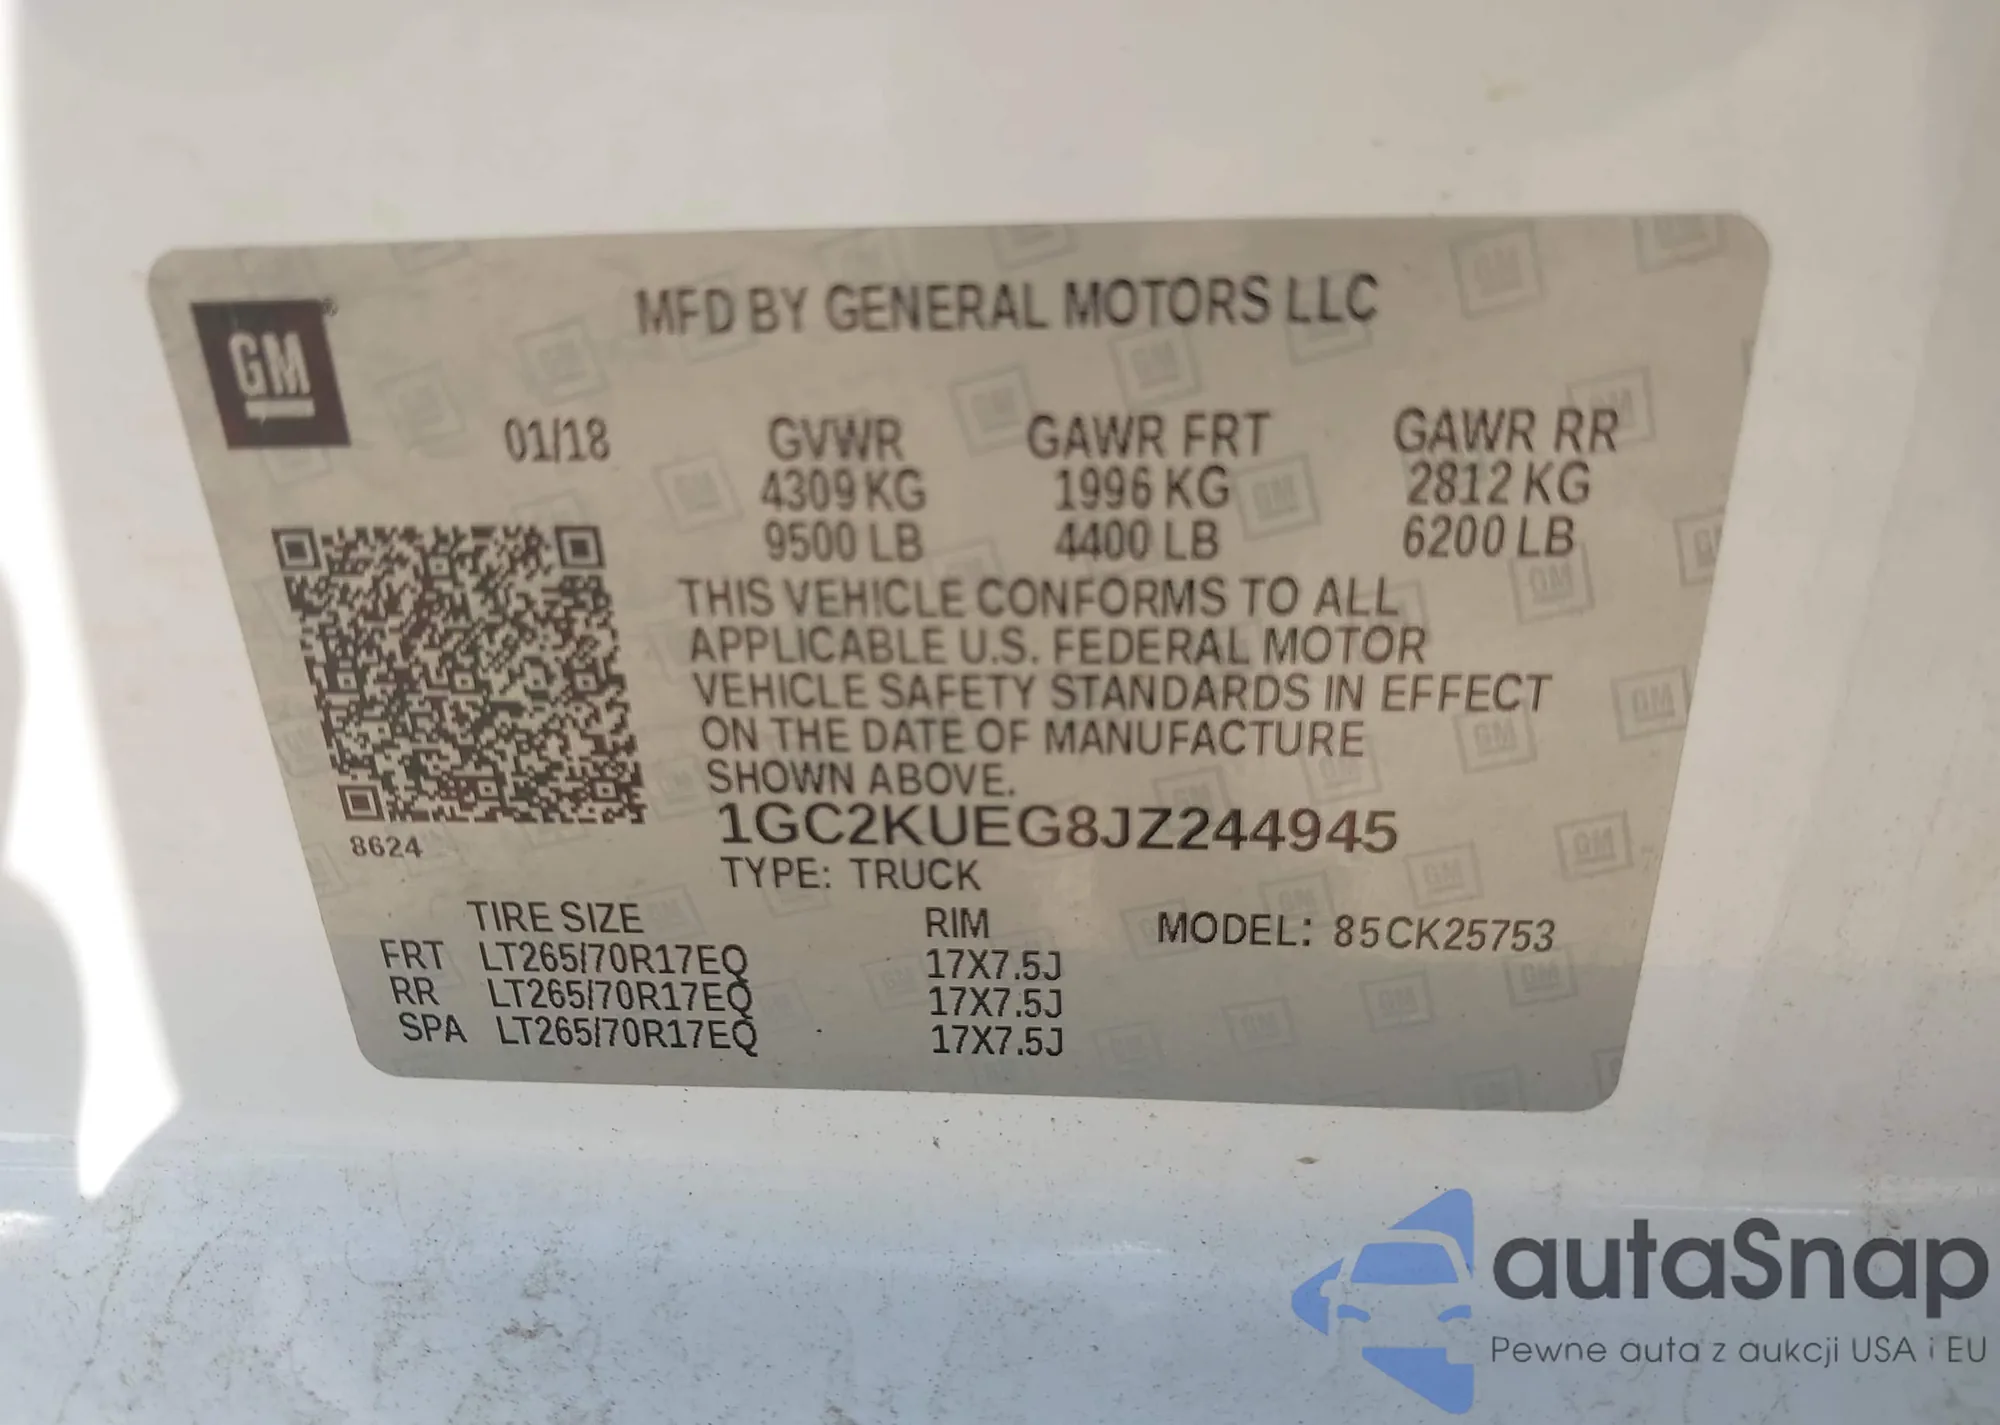 GM
MFD BY GENERAL MOTORS LLC
01/18 GVWR GAWR FRT GAWR RR
4309 KG 1996 KG 2812 KG
9500 LB 4400 LB 6200 LB
THIS VEHICLE CONFORMS TO ALL
APPLICABLE U.S. FEDERAL MOTOR
VEHICLE SAFETY STANDARDS IN EFFECT
ON THE DATE OF MANUFACTURE
SHOWN ABOVE.
1GC2KUEG8JZ244945
8624
TYPE: TRUCK
TIRE SIZE RIM MODEL: 85CK25753
FRT LT265/70R17EQ 17X7.5J
RR LT265/70R17EQ 17X7.5J
SPA LT265/70R17EQ 17X7.5J
autaSnap
Pewne auta z aukcji USA i EU